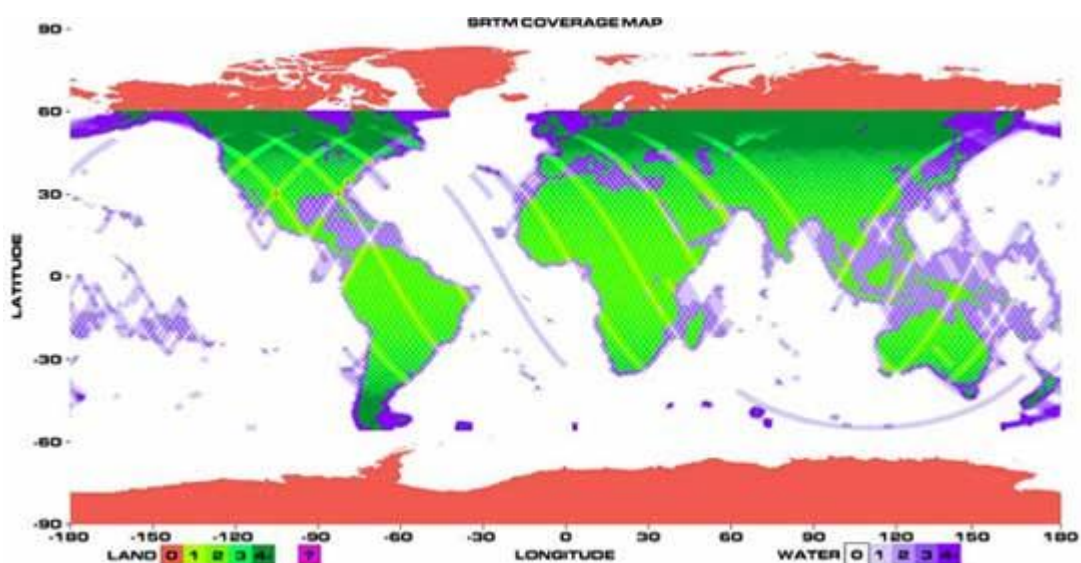 SRTM COVERAGE MAP
90
60
30
0
-30
-60
-90
LATITUDE
-180 -150 -120 -90 -60 -30 0 30 60 90 120 150 180
LAND 0 1 2 3 4 ? LONGITUDE WATER 0 1 2 3 4